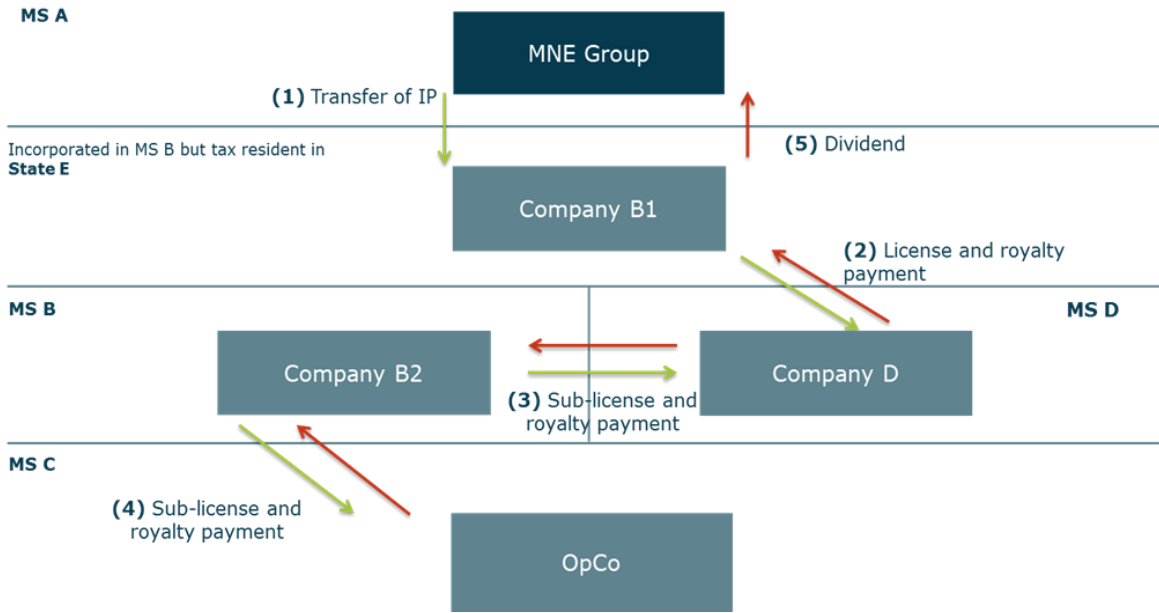 MS A
MNE Group
(1) Transfer of IP
(5) Dividend
Incorporated in MS B but tax resident in
State E
Company B1
(2) License and royalty
payment
MS B
MS D
Company B2
Company D
(3) Sub-license and
royalty payment
MS C
(4) Sub-license and
royalty payment
OpCo